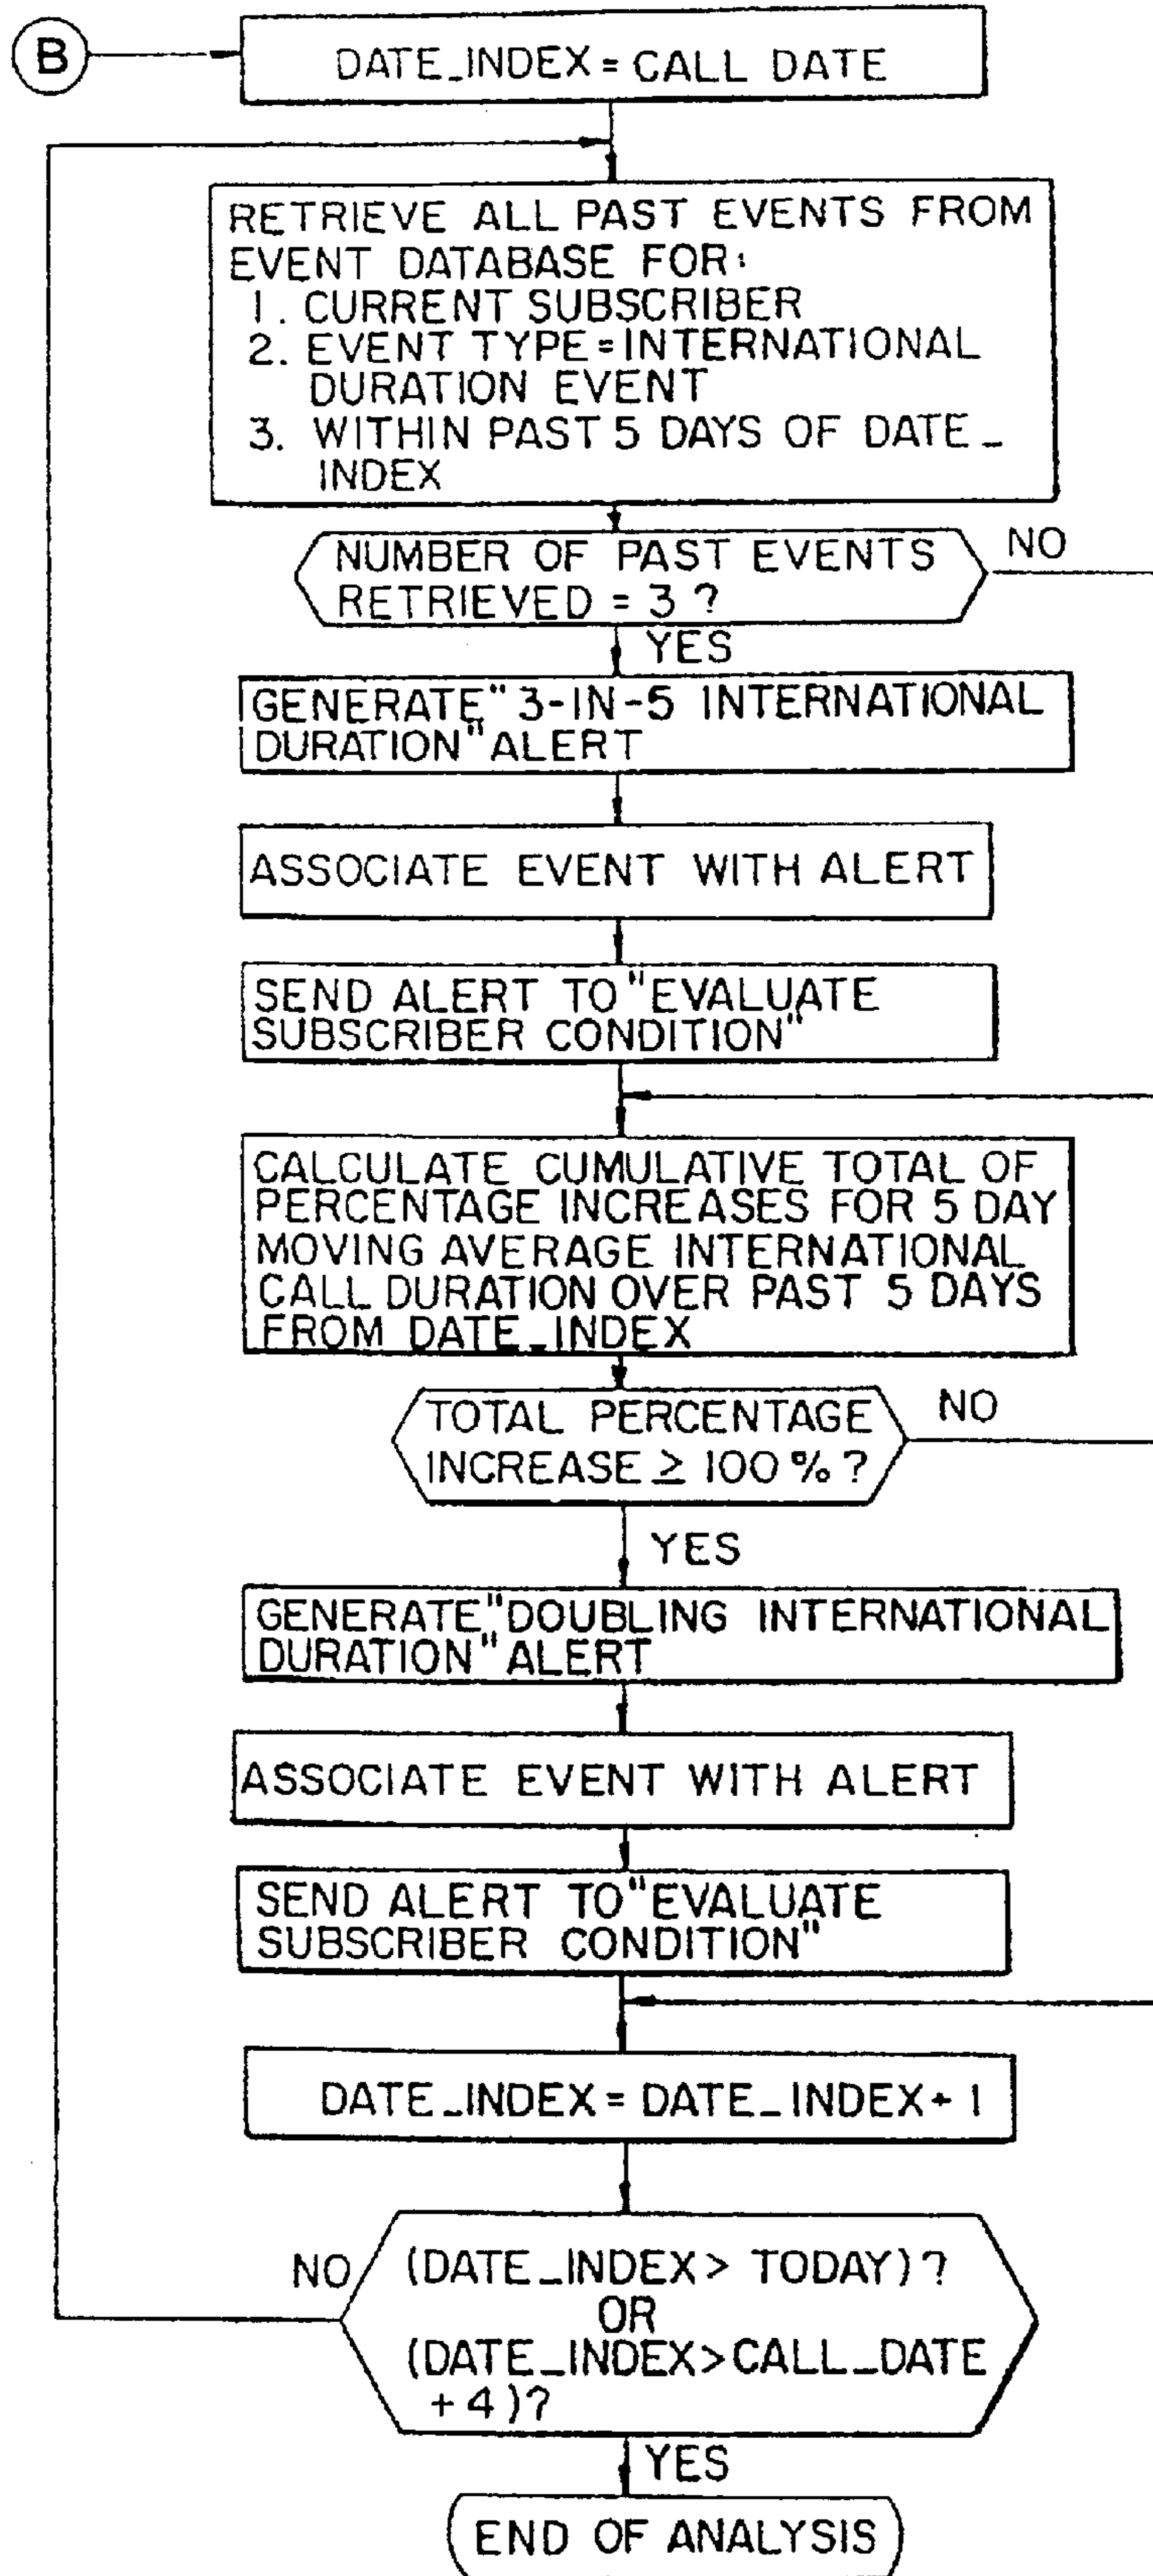 B
DATE_INDEX = CALL DATE
RETRIEVE ALL PAST EVENTS FROM
EVENT DATABASE FOR:
1. CURRENT SUBSCRIBER
2. EVENT TYPE = INTERNATIONAL
DURATION EVENT
3. WITHIN PAST 5 DAYS OF DATE_
INDEX
NUMBER OF PAST EVENTS
RETRIEVED = 3 ?
NO
YES
GENERATE "3-IN-5 INTERNATIONAL
DURATION" ALERT
ASSOCIATE EVENT WITH ALERT
SEND ALERT TO "EVALUATE
SUBSCRIBER CONDITION"
CALCULATE CUMULATIVE TOTAL OF
PERCENTAGE INCREASES FOR 5 DAY
MOVING AVERAGE INTERNATIONAL
CALL DURATION OVER PAST 5 DAYS
FROM DATE_INDEX
TOTAL PERCENTAGE
INCREASE ≥ 100 % ?
NO
YES
GENERATE "DOUBLING INTERNATIONAL
DURATION" ALERT
ASSOCIATE EVENT WITH ALERT
SEND ALERT TO "EVALUATE
SUBSCRIBER CONDITION"
DATE_INDEX = DATE_INDEX + 1
NO
(DATE_INDEX > TODAY) ?
OR
(DATE_INDEX > CALL_DATE
+ 4 )?
YES
END OF ANALYSIS